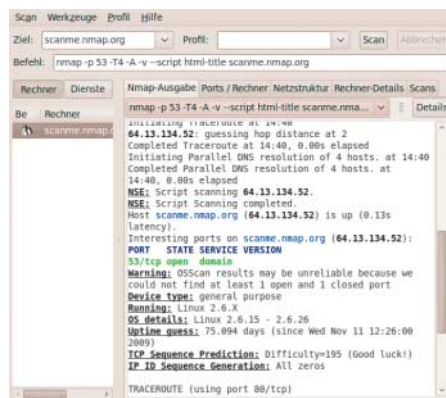 Scan Werkzeuge Profil Hilfe
Ziel: scanme.nmap.org Profil: Scan Abbrechen
Befehl: nmap -p 53 -T4 -A -v --script html-title scanme.nmap.org
Rechner Dienste
Nmap-Ausgabe Ports / Rechner Netzstruktur Rechner-Details Scans
Be Rechner
scanme.nmap.o
nmap -p 53 -T4 -A -v --script html-title scanme.nma... Details
Initiating Traceroute at 14:40
64.13.134.52: guessing hop distance at 2
Completed Traceroute at 14:40, 0.00s elapsed
Initiating Parallel DNS resolution of 4 hosts. at 14:40
Completed Parallel DNS resolution of 4 hosts. at
14:40, 0.00s elapsed
NSE: Script scanning 64.13.134.52.
NSE: Script Scanning completed.
Host scanme.nmap.org (64.13.134.52) is up (0.13s
latency).
Interesting ports on scanme.nmap.org (64.13.134.52):
PORT STATE SERVICE VERSION
53/tcp open domain
Warning: OSScan results may be unreliable because we
could not find at least 1 open and 1 closed port
Device type: general purpose
Running: Linux 2.6.X
OS details: Linux 2.6.15 - 2.6.26
Uptime guess: 75.094 days (since Wed Nov 11 12:26:00
2009)
TCP Sequence Prediction: Difficulty=195 (Good luck!)
IP ID Sequence Generation: All zeros
TRACEROUTE (using port 80/tcp)